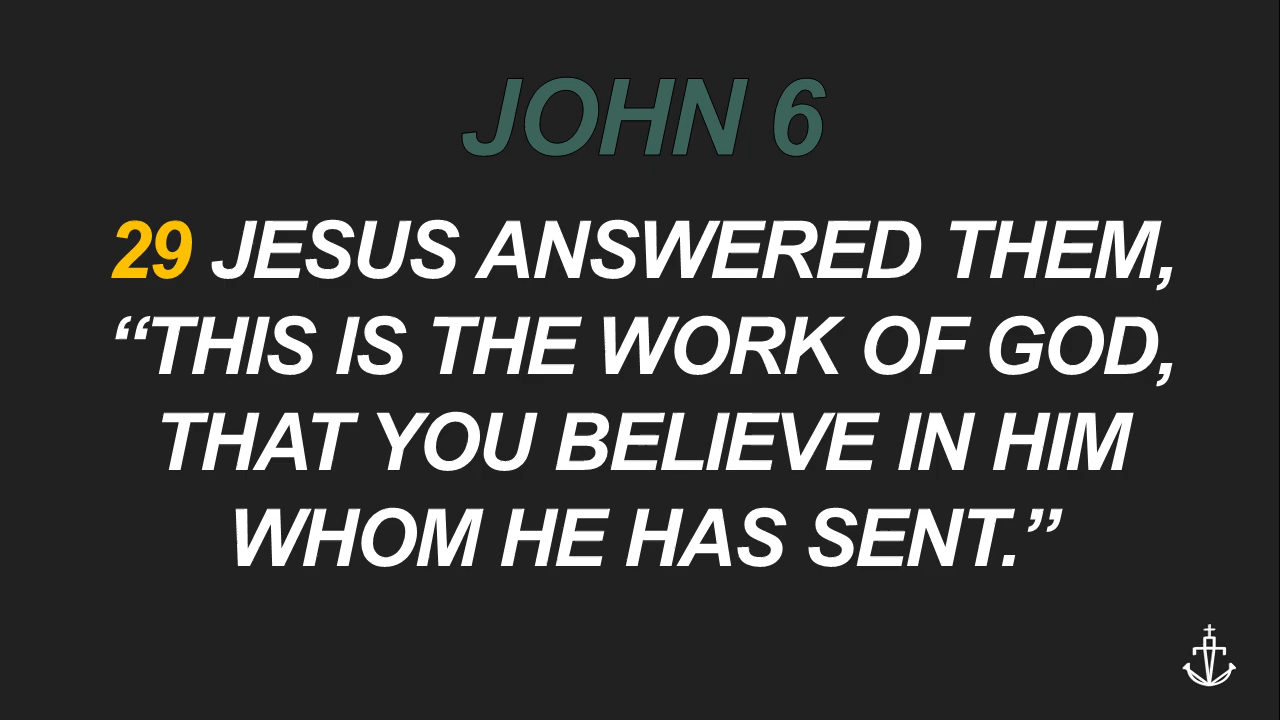 JOHN 6
29 JESUS ANSWERED THEM,
“THIS IS THE WORK OF GOD,
THAT YOU BELIEVE IN HIM
WHOM HE HAS SENT.”